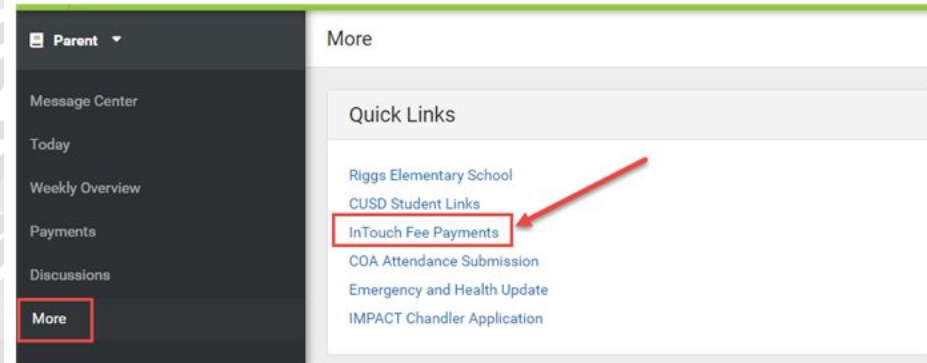 Parent
Message Center
Today
Weekly Overview
Payments
Discussions
More
More
Quick Links
Riggs Elementary School
CUSD Student Links
InTouch Fee Payments
COA Attendance Submission
Emergency and Health Update
IMPACT Chandler Application